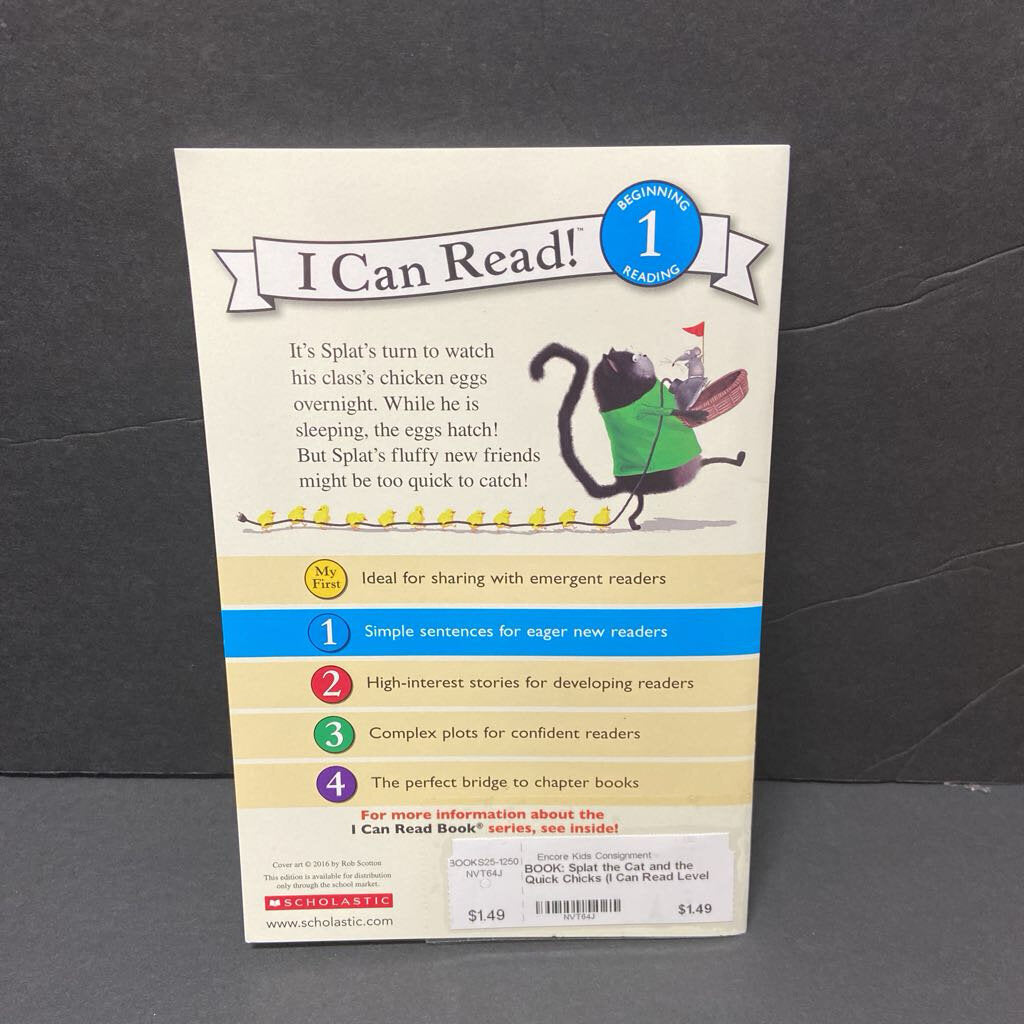 BEGINNING
1
READING
I Can Read!™
It's Splat's turn to watch
his class's chicken eggs
overnight. While he is
sleeping, the eggs hatch!
But Splat's fluffy new friends
might be too quick to catch!
My
First
Ideal for sharing with emergent readers
1 Simple sentences for eager new readers
2 High-interest stories for developing readers
3 Complex plots for confident readers
4 The perfect bridge to chapter books
For more information about the
I Can Read Book® series, see inside!
Cover art © 2016 by Rob Scotton
This edition is available for distribution
only through the school market.
SCHOLASTIC
www.scholastic.com
BOOKS25-1250
NVT64J
$1.49
Encore Kids Consignment
BOOK: Splat the Cat and the
Quick Chicks (I Can Read Level
NVT64J
$1.49